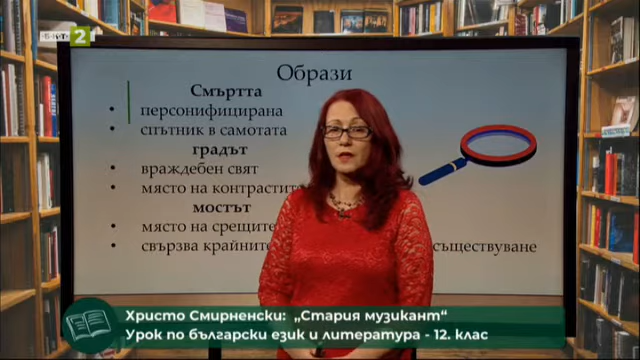 БНТ 2
Образи
Смъртта
• персонифицирана
• спътник в самотата
градът
• враждебен свят
• място на контрастите
мостът
• място на срещите
• свързва крайните съществуване
Христо Смирненски: „Стария музикант“
Урок по български език и литература - 12. клас